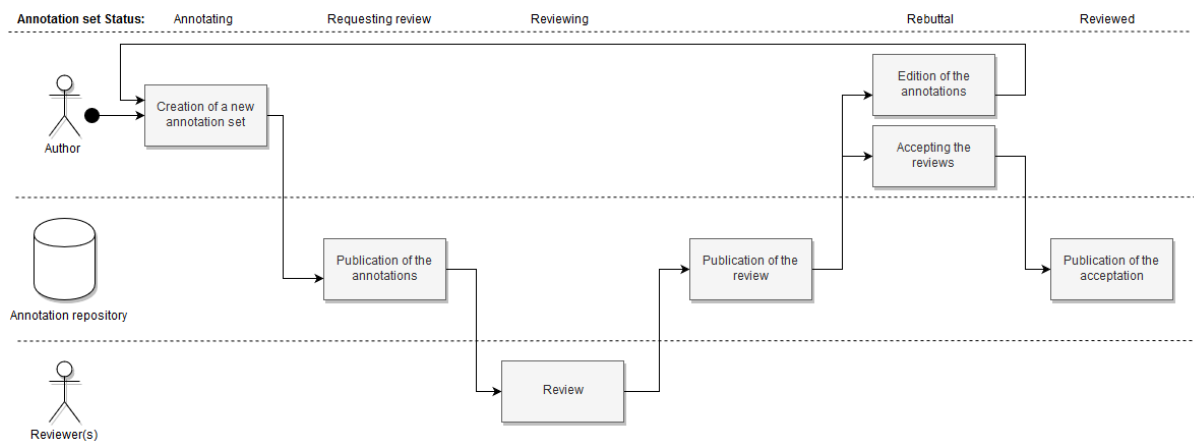 Annotation set Status: Annotating Requesting review Reviewing Rebuttal Reviewed
Edition of the
annotations
Creation of a new
annotation set
Author
Accepting the
reviews
Publication of the
annotations
Publication of the
review
Publication of the
acceptation
Annotation repository
Review
Reviewer(s)